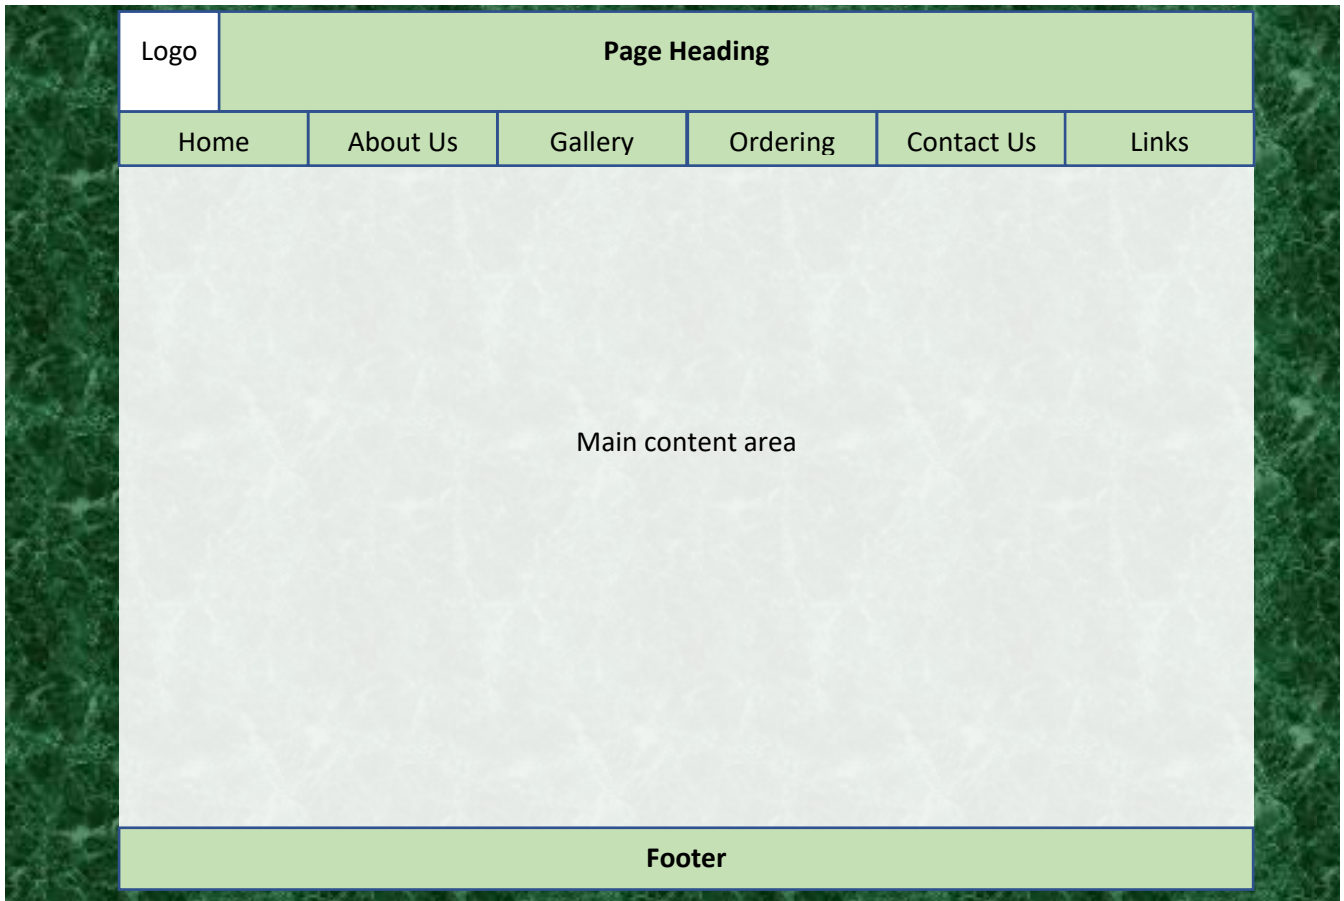 Logo
Page Heading
Home
About Us
Gallery
Ordering
Contact Us
Links
Main content area
Footer